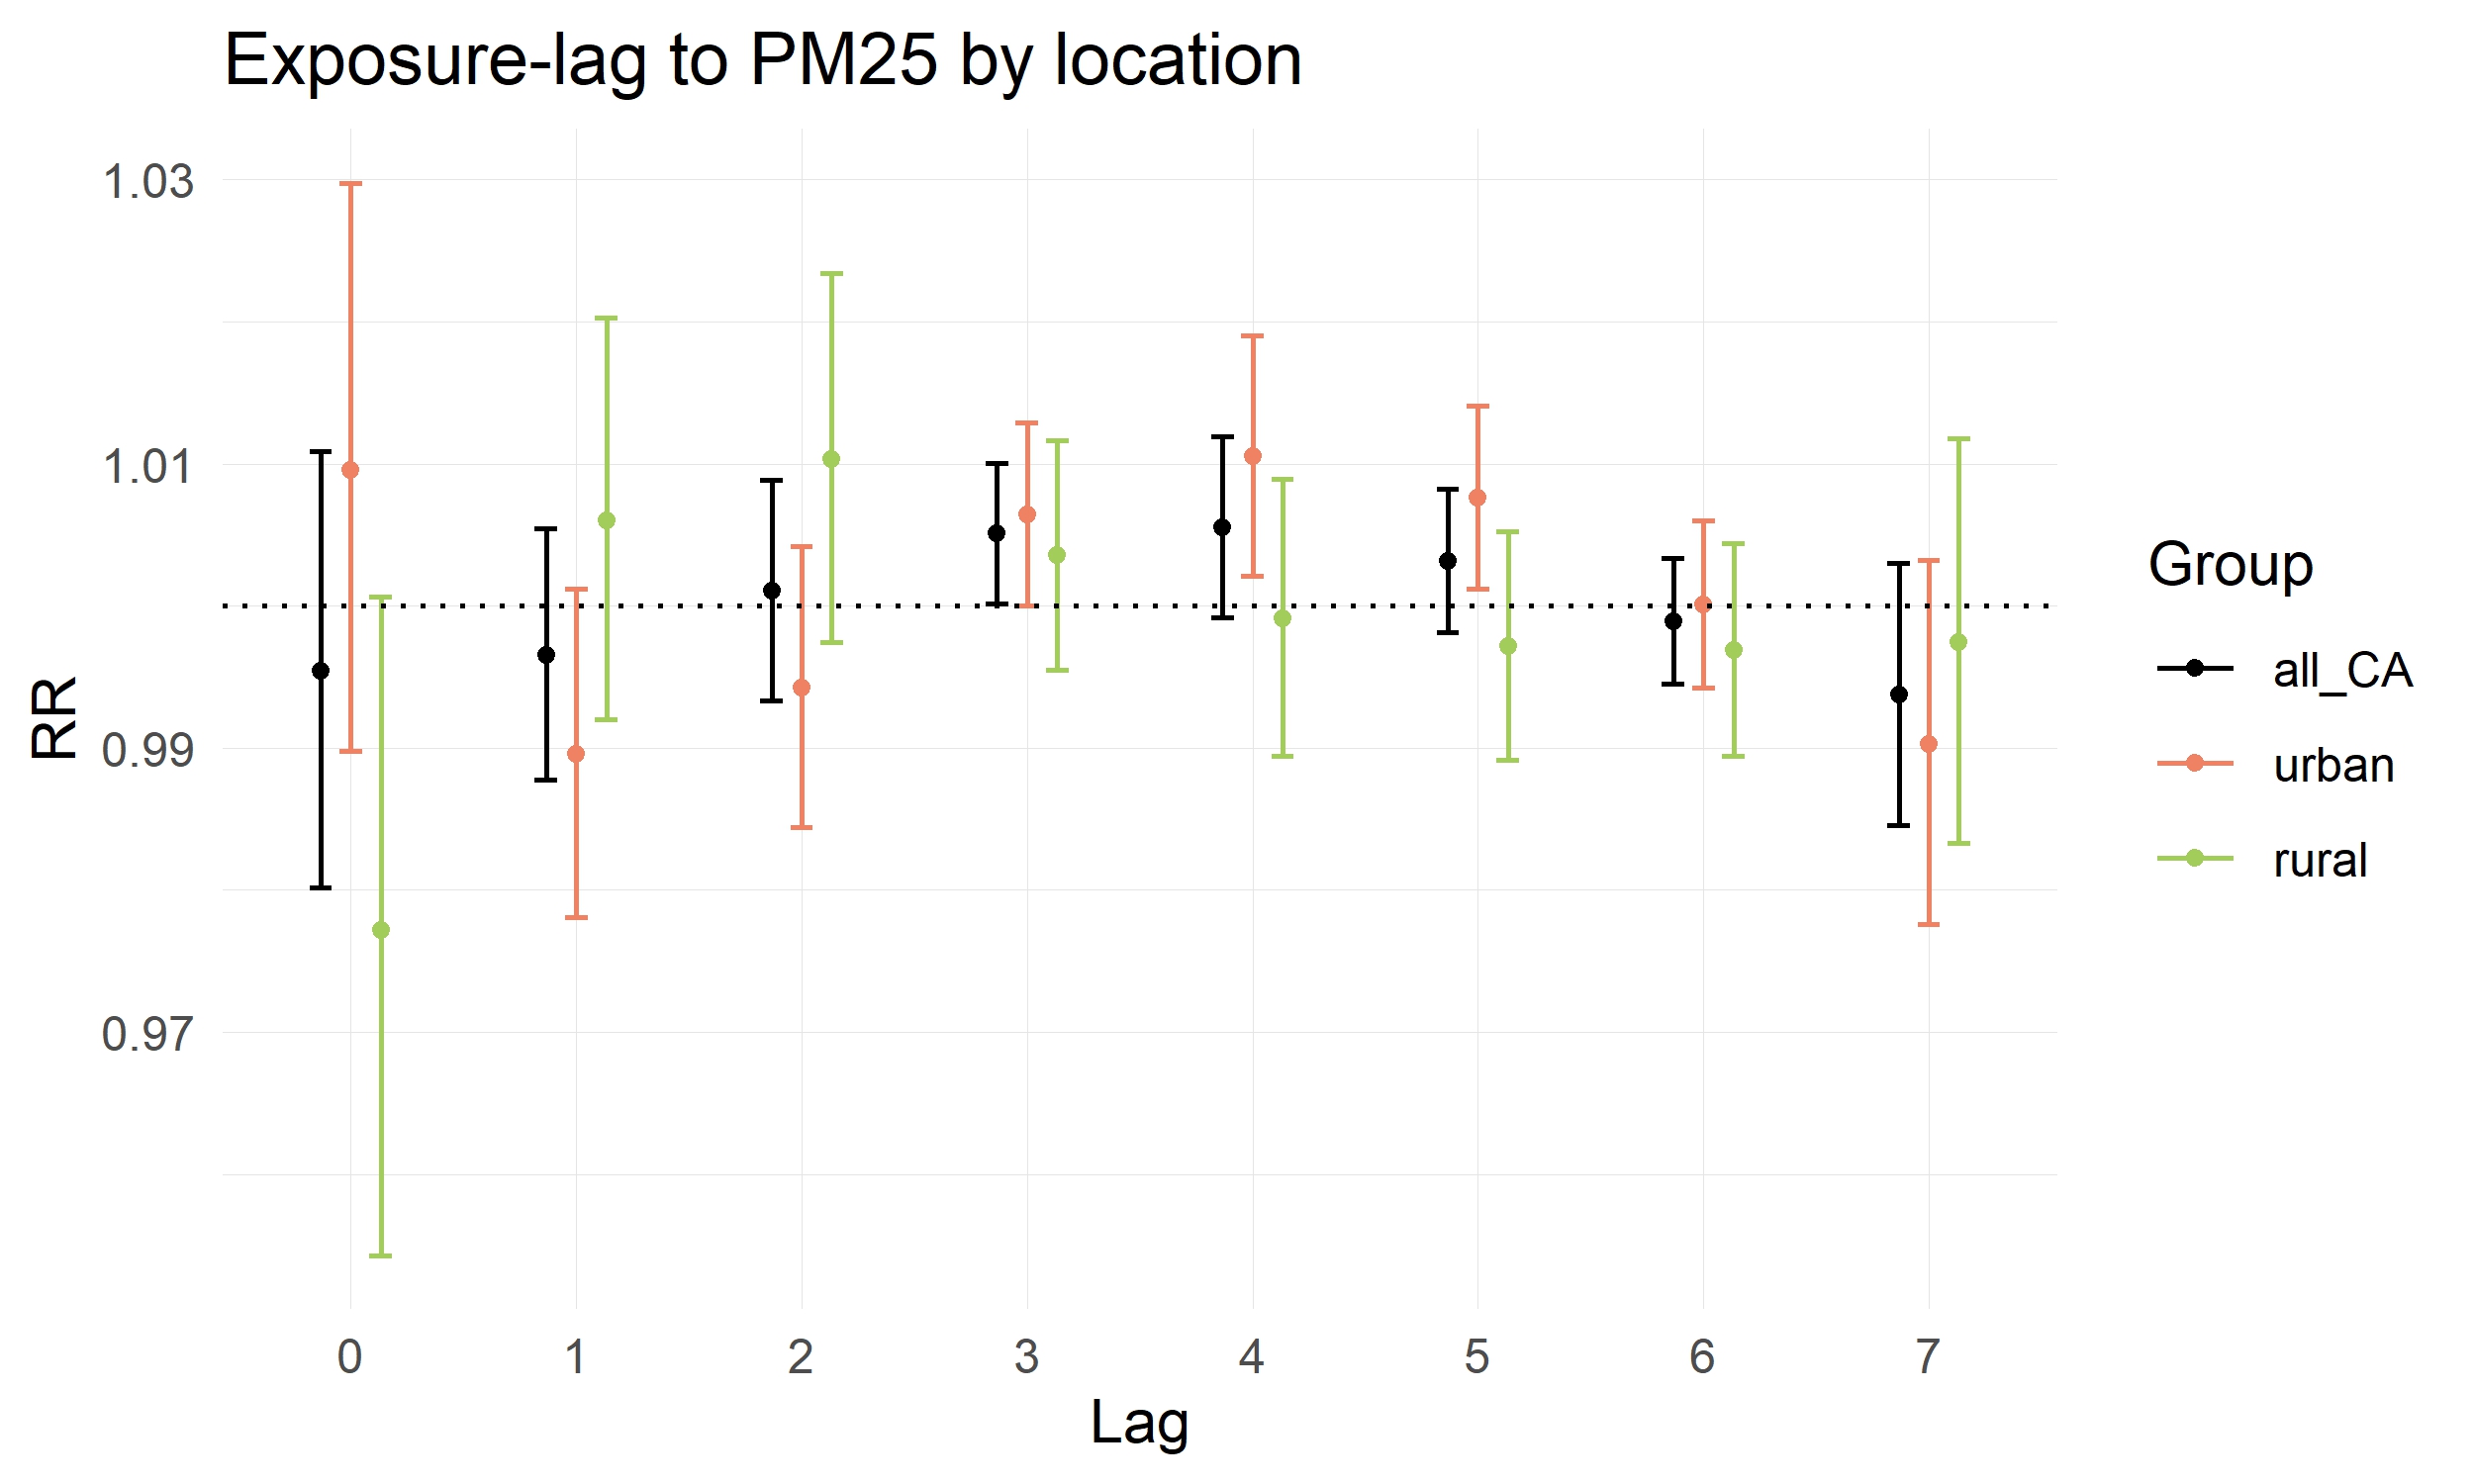 Exposure-lag to PM25 by location
1.03
1.01
0.99
0.97
RR
0 1 2 3 4 5 6 7
Lag
Group
all_CA
urban
rural